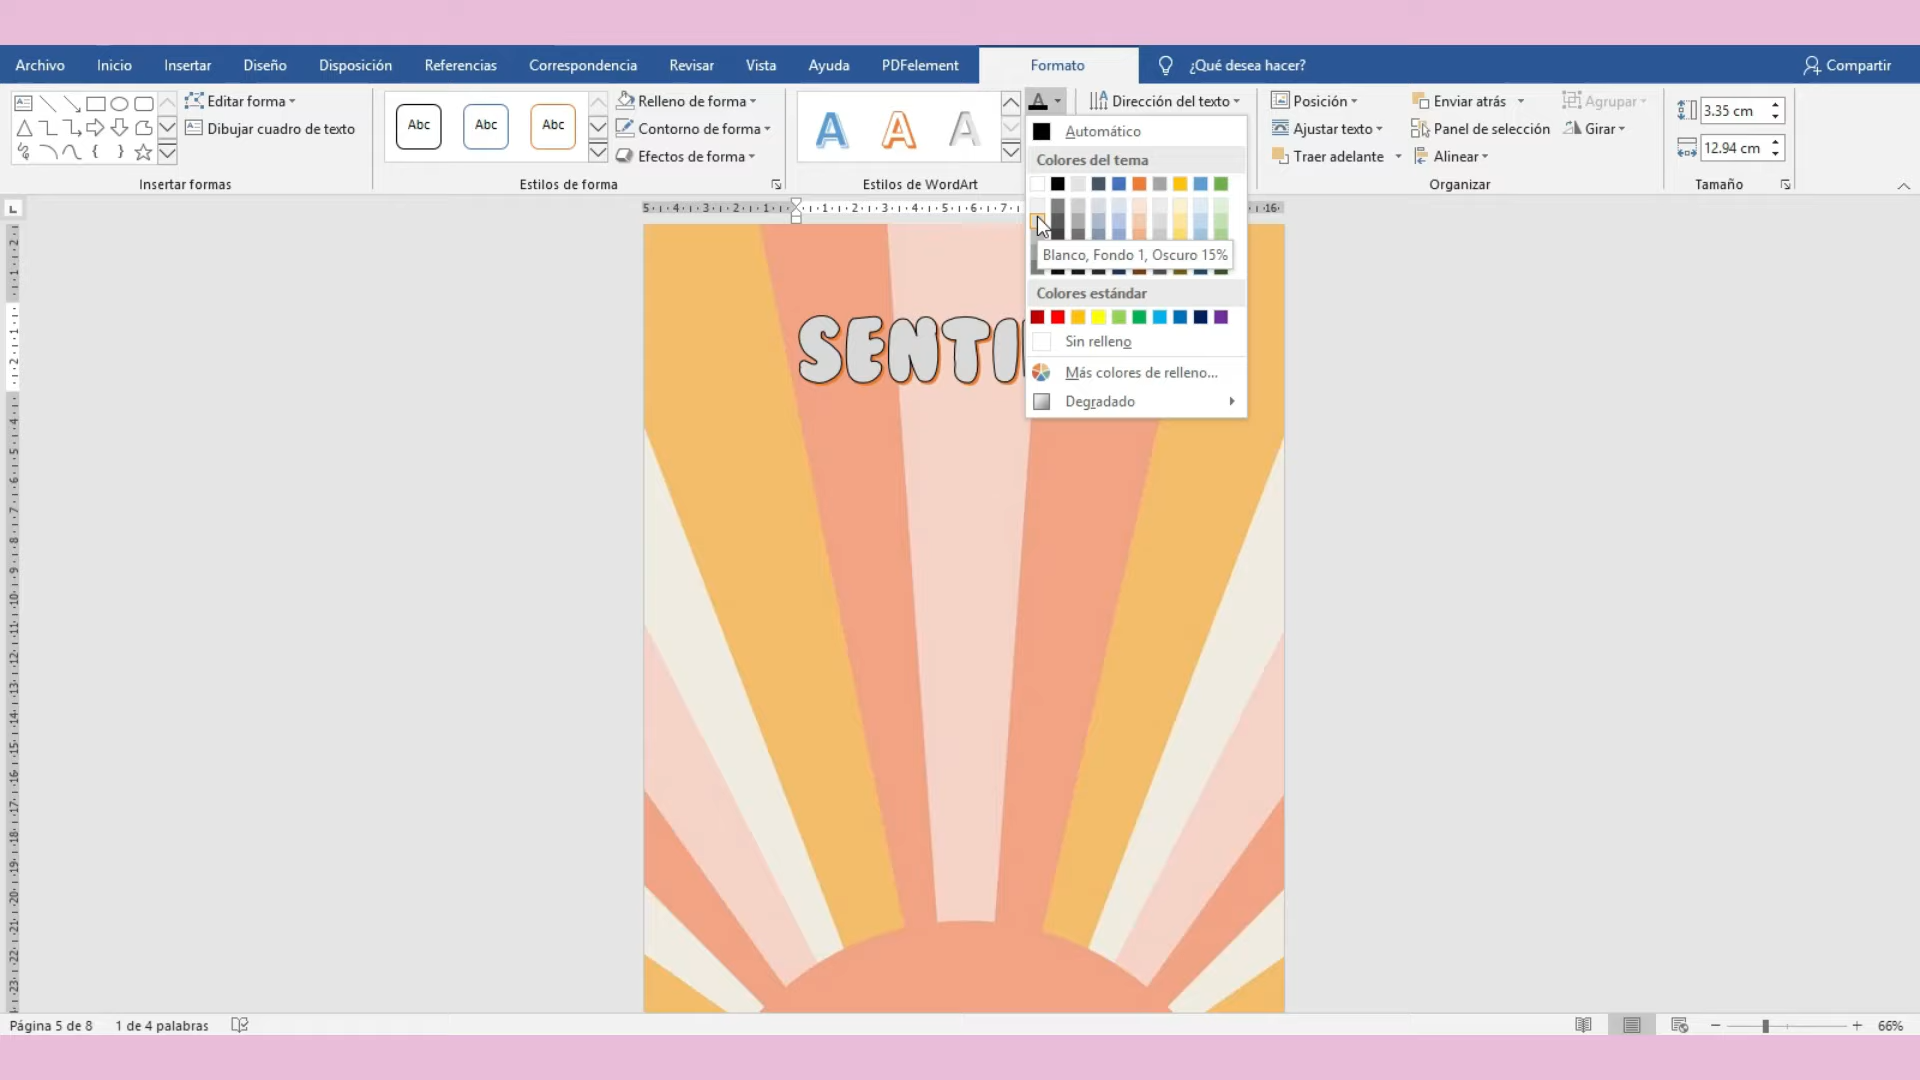 Archivo Inicio Insertar Diseño Disposición Referencias Correspondencia Revisar Vista Ayuda PDFelement Formato ¿Qué desea hacer? Compartir
Editar forma
Dibujar cuadro de texto
Insertar formas
Abc Abc Abc
Relleno de forma
Contorno de forma
Efectos de forma
Estilos de forma
A A A
Estilos de WordArt
A
Dirección del texto
Posición
Ajustar texto
Traer adelante
Enviar atrás
Panel de selección
Alinear
Agrupar
Girar
Organizar
3.35 cm
12.94 cm
Tamaño
Automático
Colores del tema
Blanco, Fondo 1, Oscuro 15%
Colores estándar
Sin relleno
Más colores de relleno...
Degradado
SENTI
Página 5 de 8 1 de 4 palabras
66%